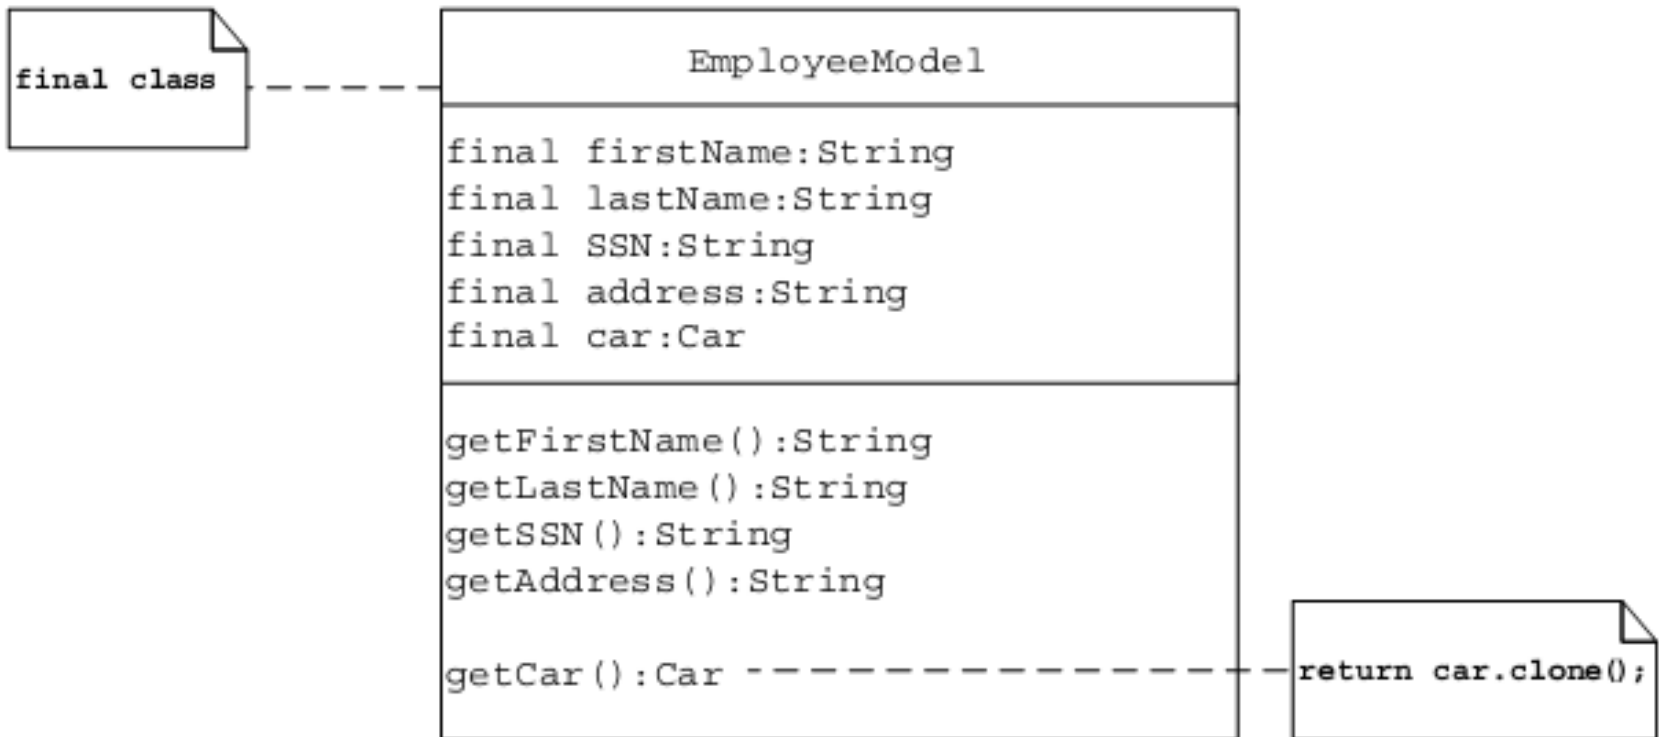 final class
EmployeeModel
final firstName:String
final lastName:String
final SSN:String
final address:String
final car:Car
getFirstName():String
getLastName():String
getSSN():String
getAddress():String
getCar():Car
return car.clone();